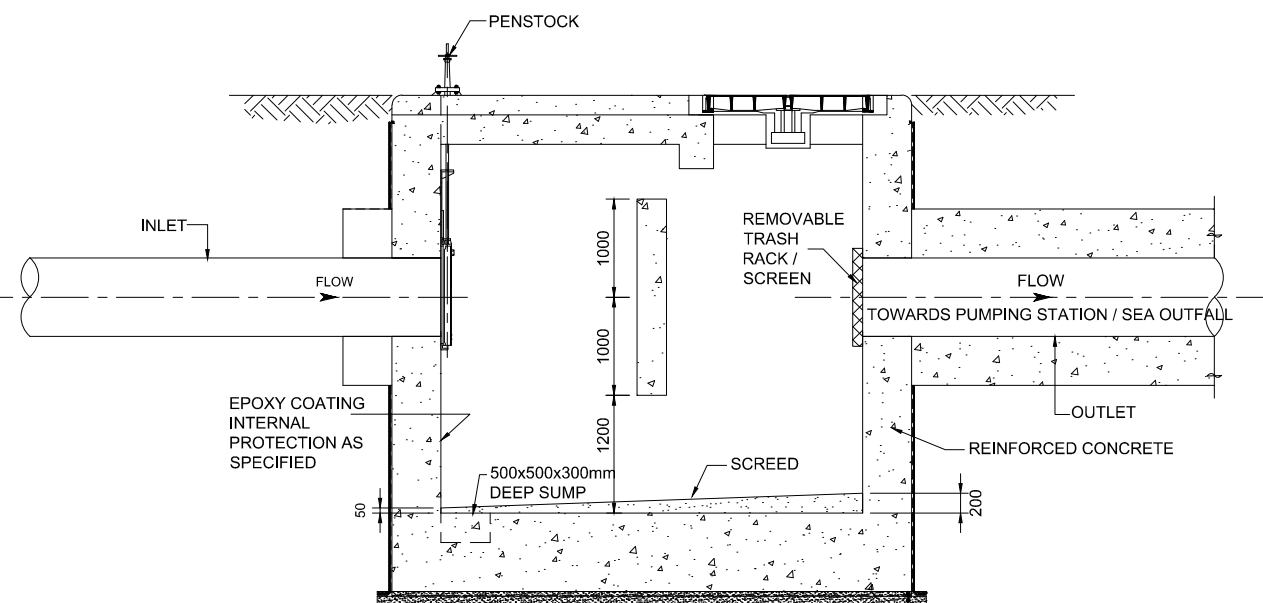 PENSTOCK
INLET
FLOW
1000
1000
1200
REMOVABLE
TRASH
RACK /
SCREEN
FLOW
TOWARDS PUMPING STATION / SEA OUTFALL
OUTLET
REINFORCED CONCRETE
EPOXY COATING
INTERNAL
PROTECTION AS
SPECIFIED
500x500x300mm
DEEP SUMP
SCREED
50
200